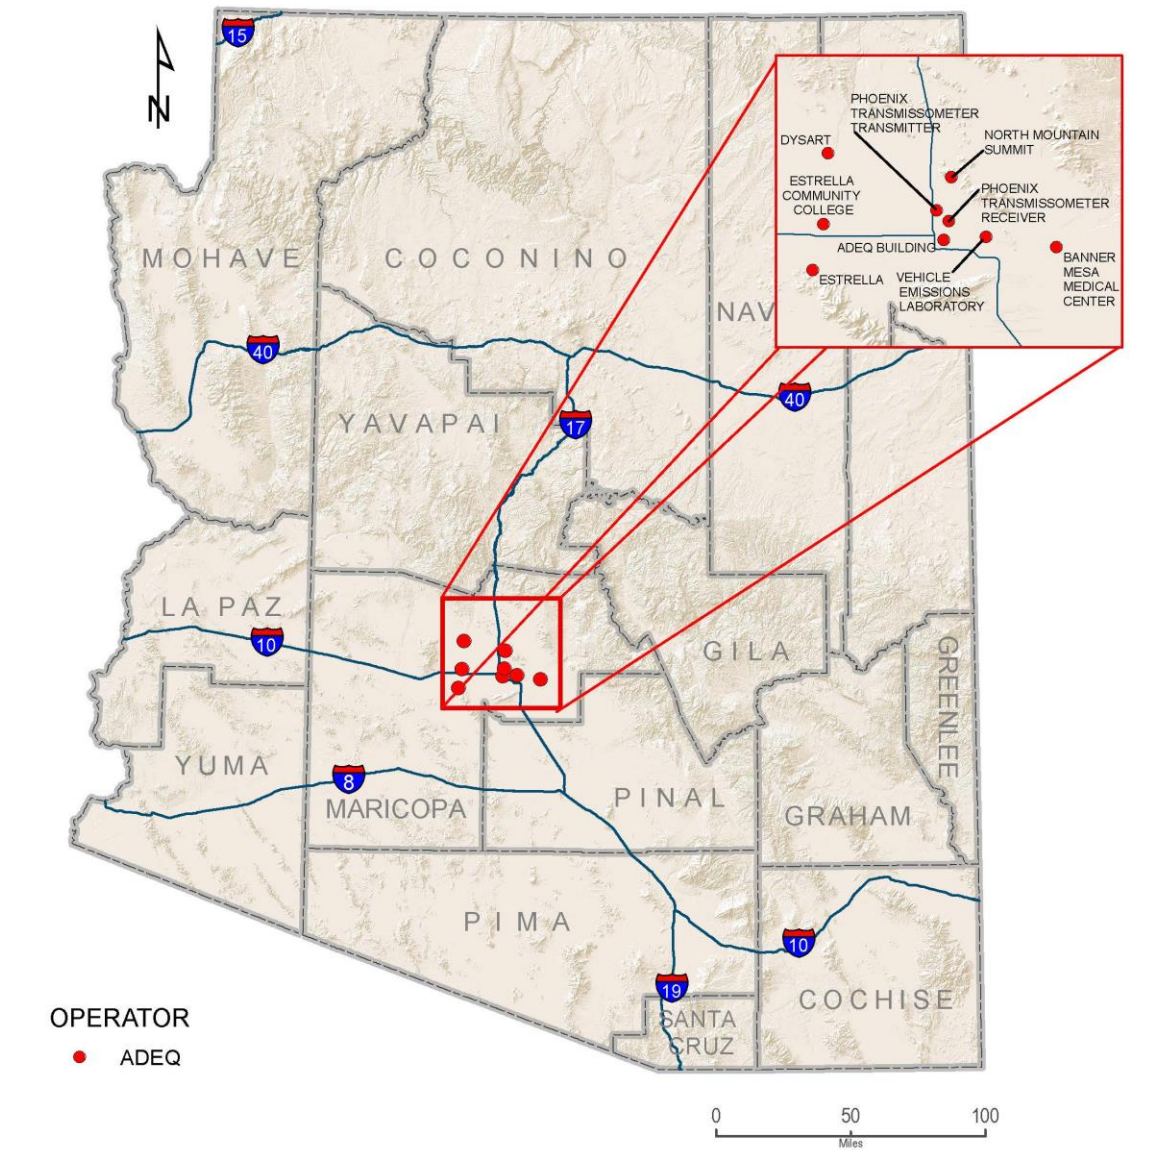 15
N
PHOENIX
TRANSMISSOMETER
TRANSMITTER
NORTH MOUNTAIN
SUMMIT
DYSART
ESTRELLA
COMMUNITY
COLLEGE
PHOENIX
TRANSMISSOMETER
RECEIVER
ADEQ BUILDING
BANNER
MESA
MEDICAL
CENTER
ESTRELLA
VEHICLE
EMISSIONS
LABORATORY
MOHAVE
COCONINO
NAV
40
40
YAVAPAI
17
LA PAZ
10
GILA
GREENLEE
YUMA
8
MARICOPA
PINAL
GRAHAM
PIMA
10
19
COCHISE
SANTA
CRUZ
OPERATOR
ADEQ
0 50 100
Miles